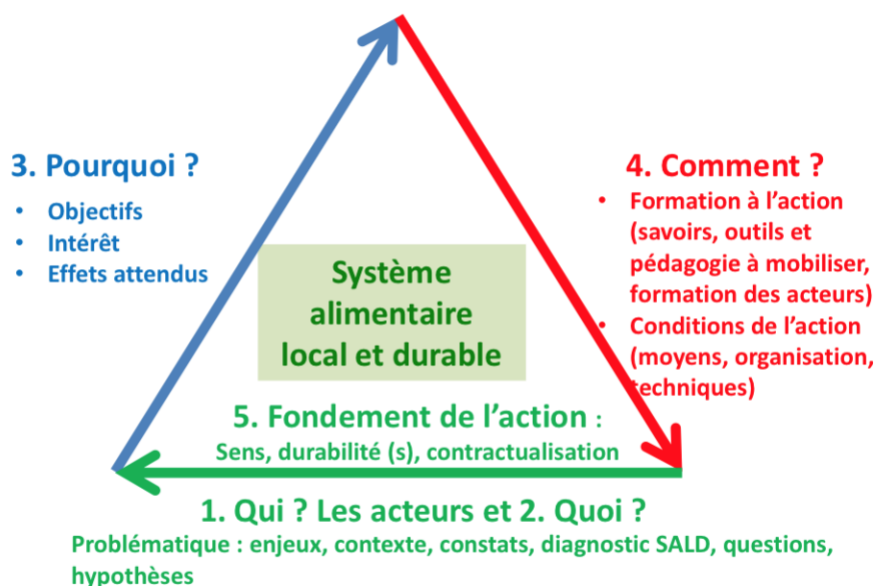 3. Pourquoi ?
• Objectifs
• Intérêt
• Effets attendus
4. Comment ?
• Formation à l'action
(savoirs, outils et
pédagogie à mobiliser,
formation des acteurs)
• Conditions de l'action
(moyens, organisation,
techniques)
Système
alimentaire
local et durable
5. Fondement de l'action :
Sens, durabilité (s), contractualisation
1. Qui ? Les acteurs et 2. Quoi ?
Problématique : enjeux, contexte, constats, diagnostic SALD, questions,
hypothèses